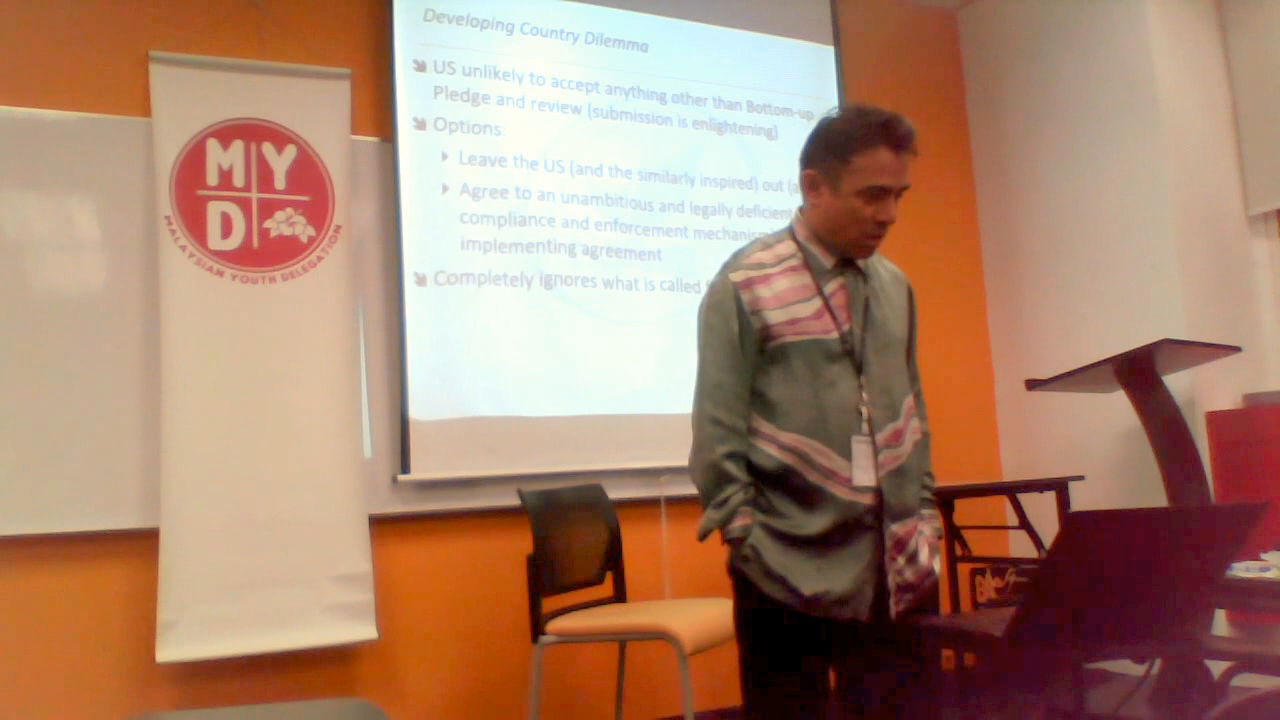 MY
D
MALAYSIAN YOUTH DELEGATION
Developing Country Dilemma
US unlikely to accept anything other than Bottom-up
Pledge and review (submission is enlightening)
Options
Leave the US (and the similarly inspired) out
Agree to an unambitious and legally deficient
compliance and enforcement
implementing agreement
Completely ignores what is called